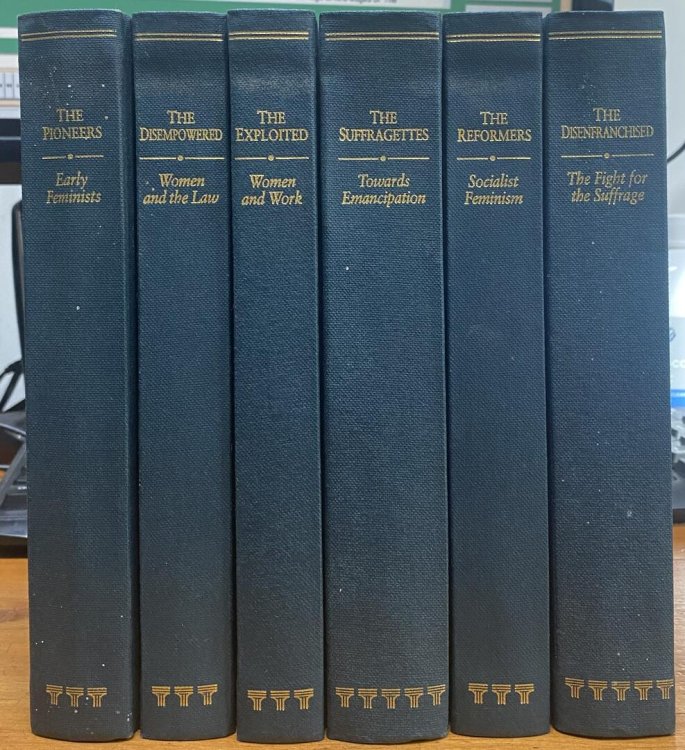 THE
PIONEERS
Early
Feminists
THE
DISEMPOWERED
Women
and the Law
THE
EXPLOITED
Women
and Work
THE
SUFFRAGETTES
Towards
Emancipation
THE
REFORMERS
Socialist
Feminism
THE
DISENFRANCHISED
The Fight for
the Suffrage